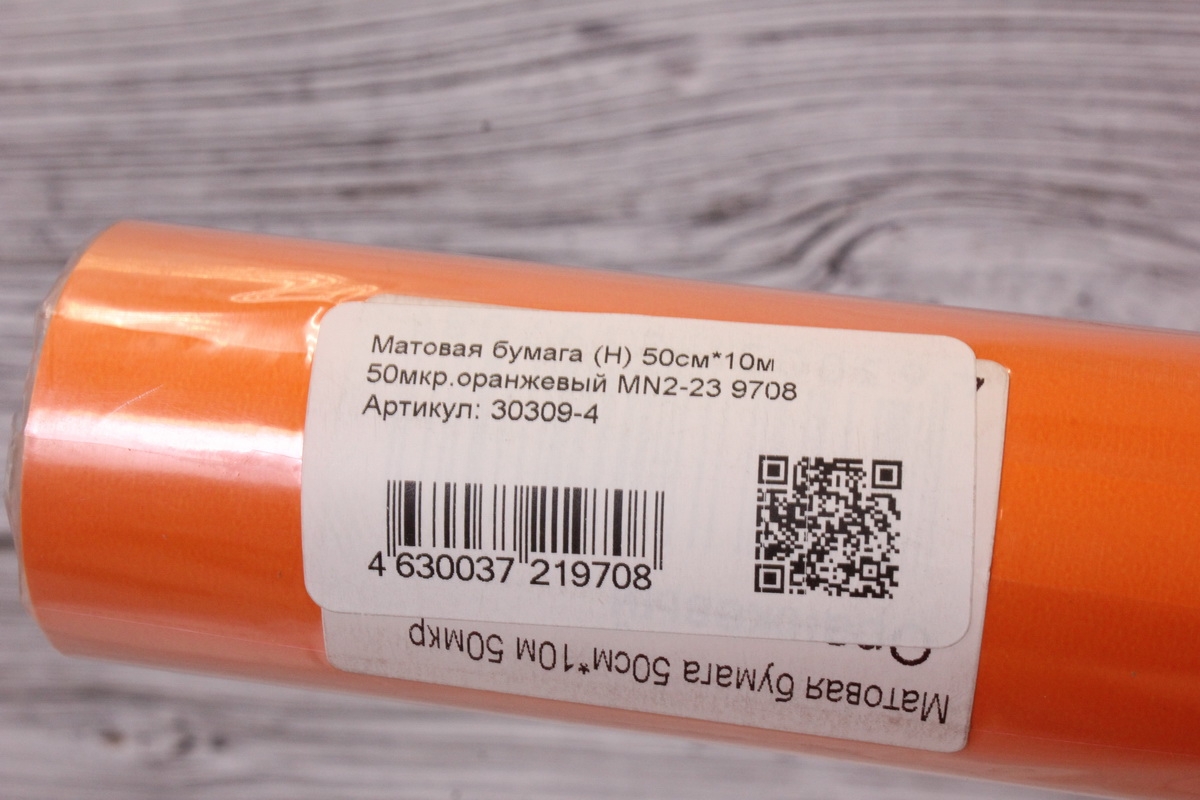 Матовая бумага (Н) 50см*10м
50мкр.оранжевый MN2-23 9708
Артикул: 30309-4
4 630037 219708
Матовая бумага 50см*10м 50мкр